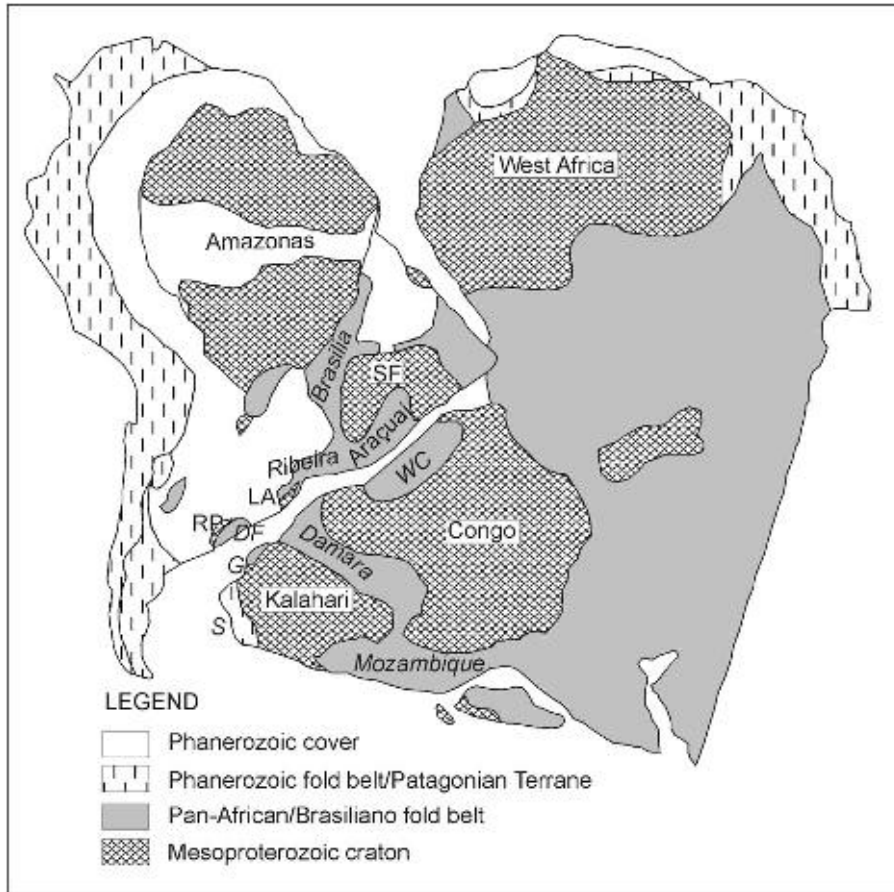 West Africa
Amazonas
Brasilia
SF
Araçuai
Ribeira
WC
LA
RP
DF
Congo
Damara
G
Kalahari
S
Mozambique
LEGEND
Phanerozoic cover
Phanerozoic fold belt/Patagonian Terrane
Pan-African/Brasiliano fold belt
Mesoproterozoic craton